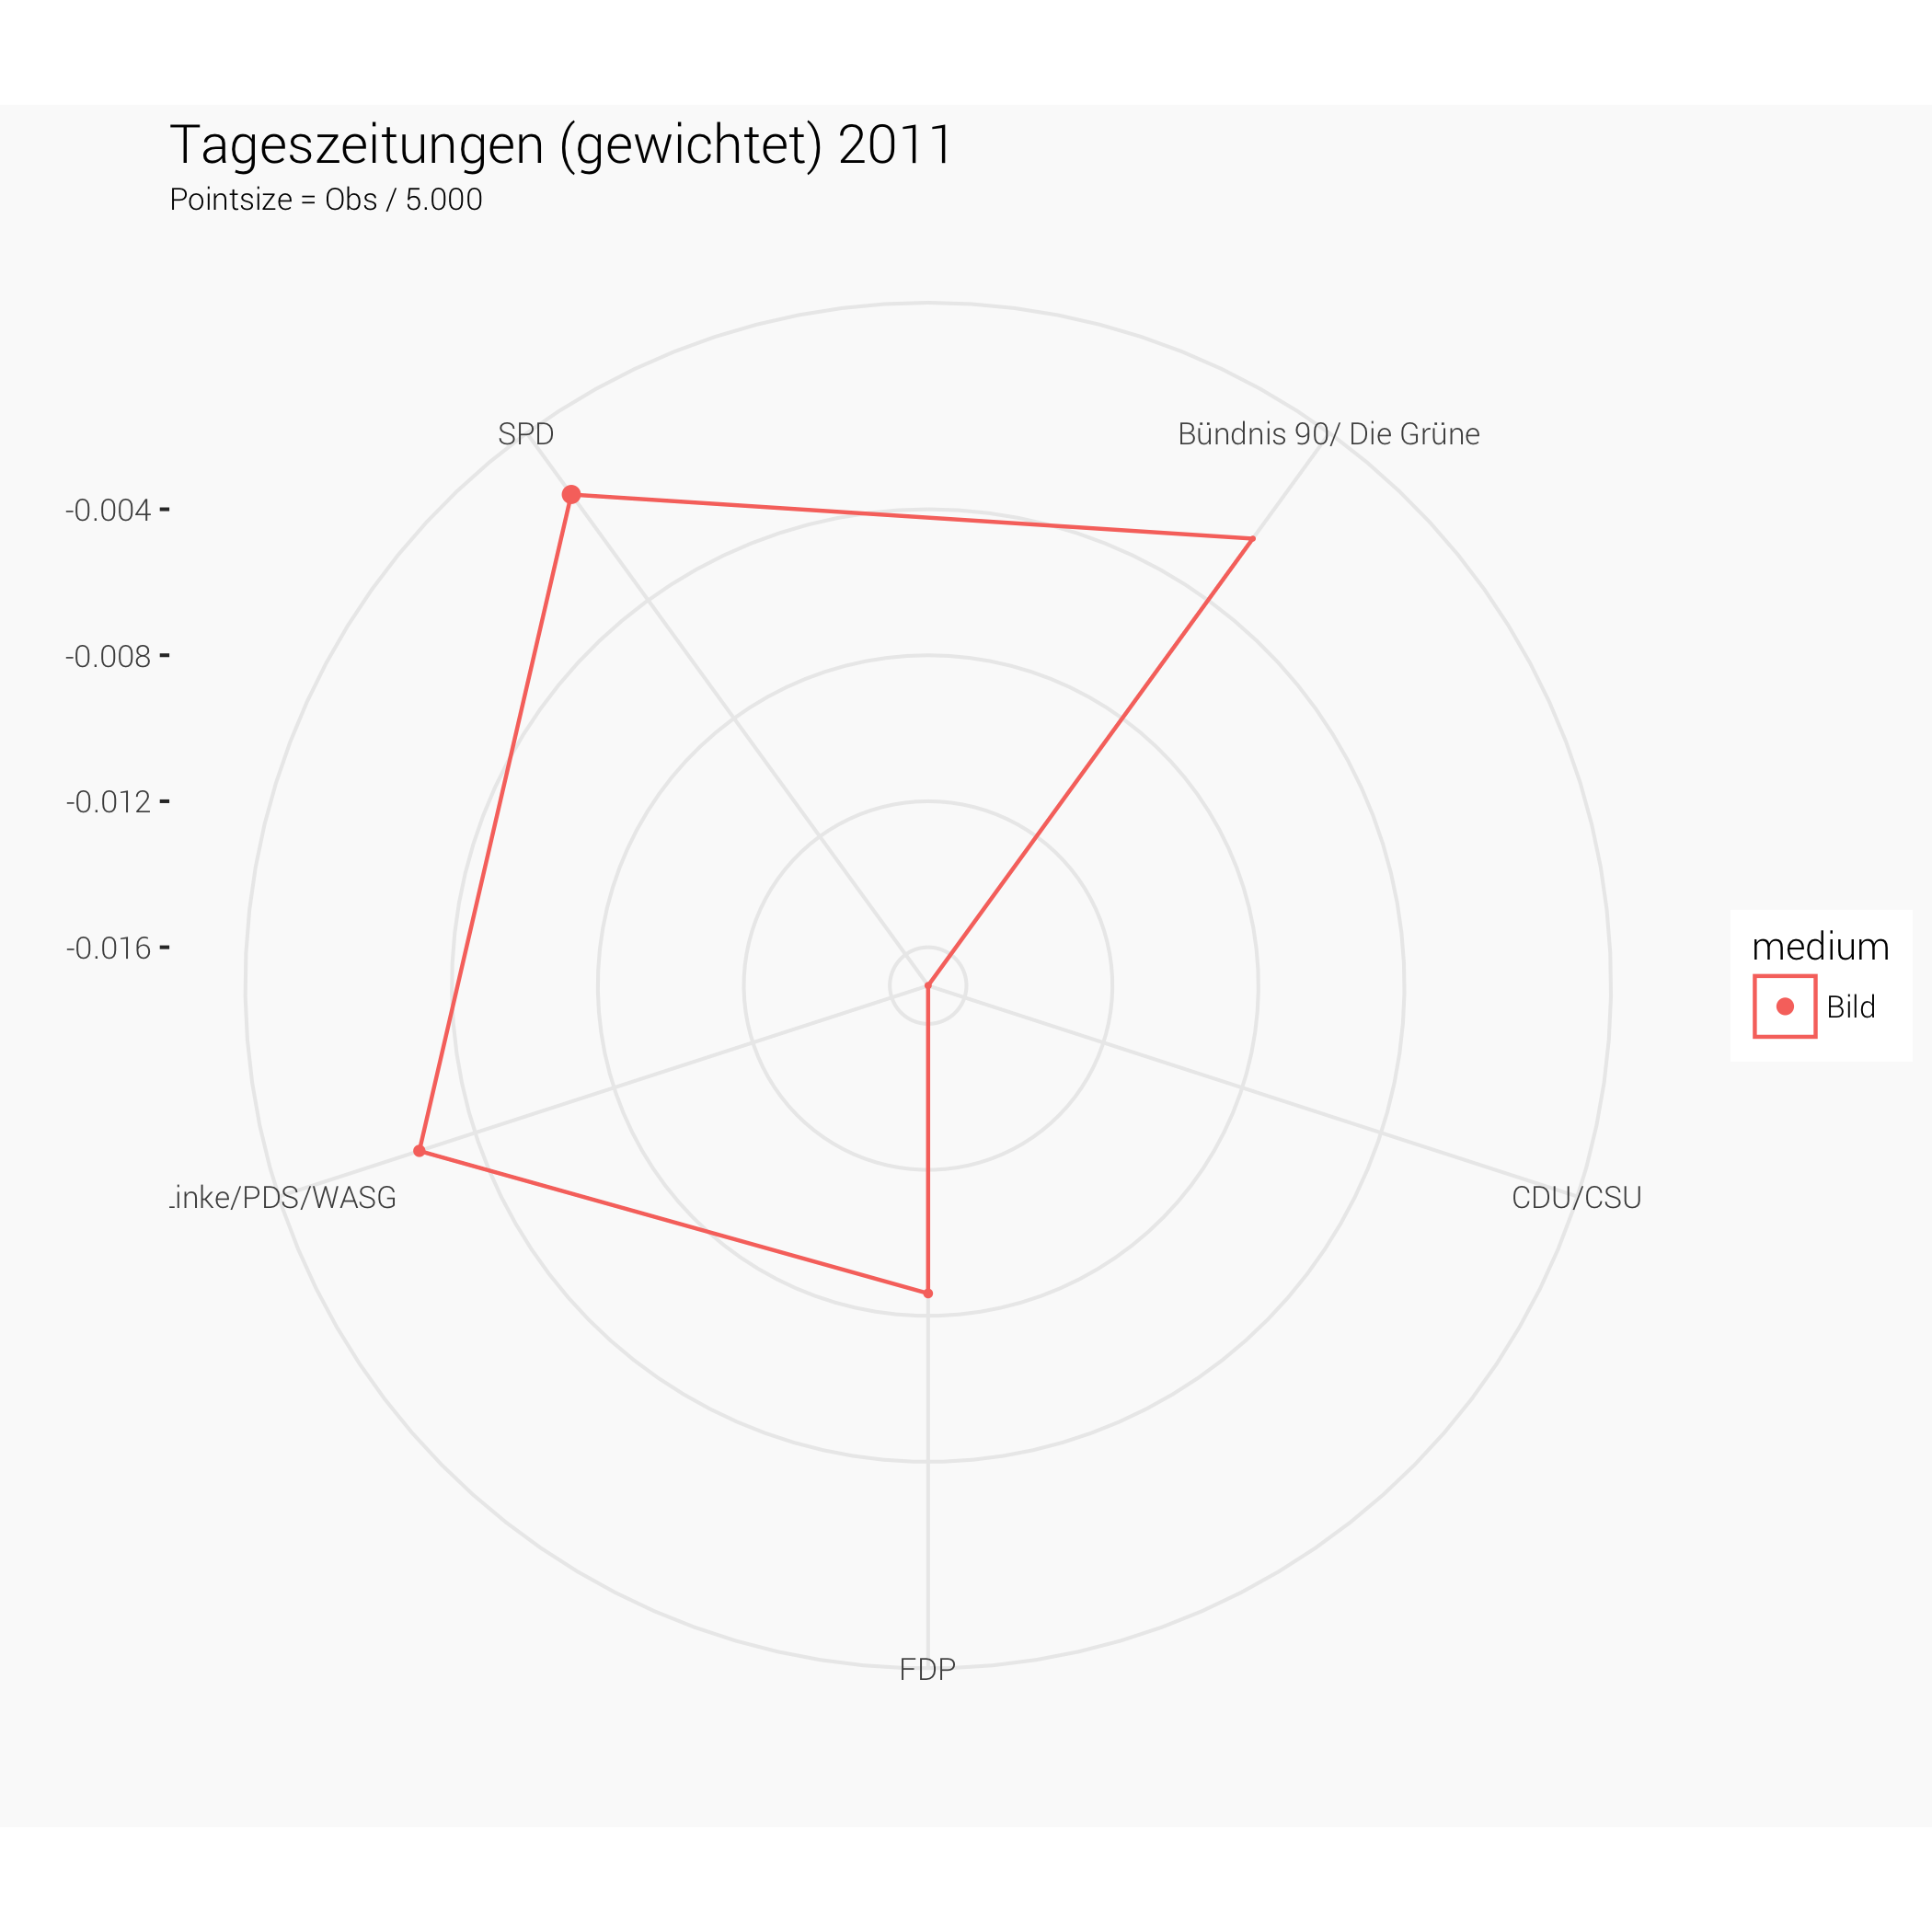 Tageszeitungen (gewichtet) 2011
Pointsize = Obs / 5.000
SPD
Bündnis 90/ Die Grüne
-0.004
-0.008
-0.012
-0.016
medium
Bild
inke/PDS/WASG
CDU/CSU
FDP